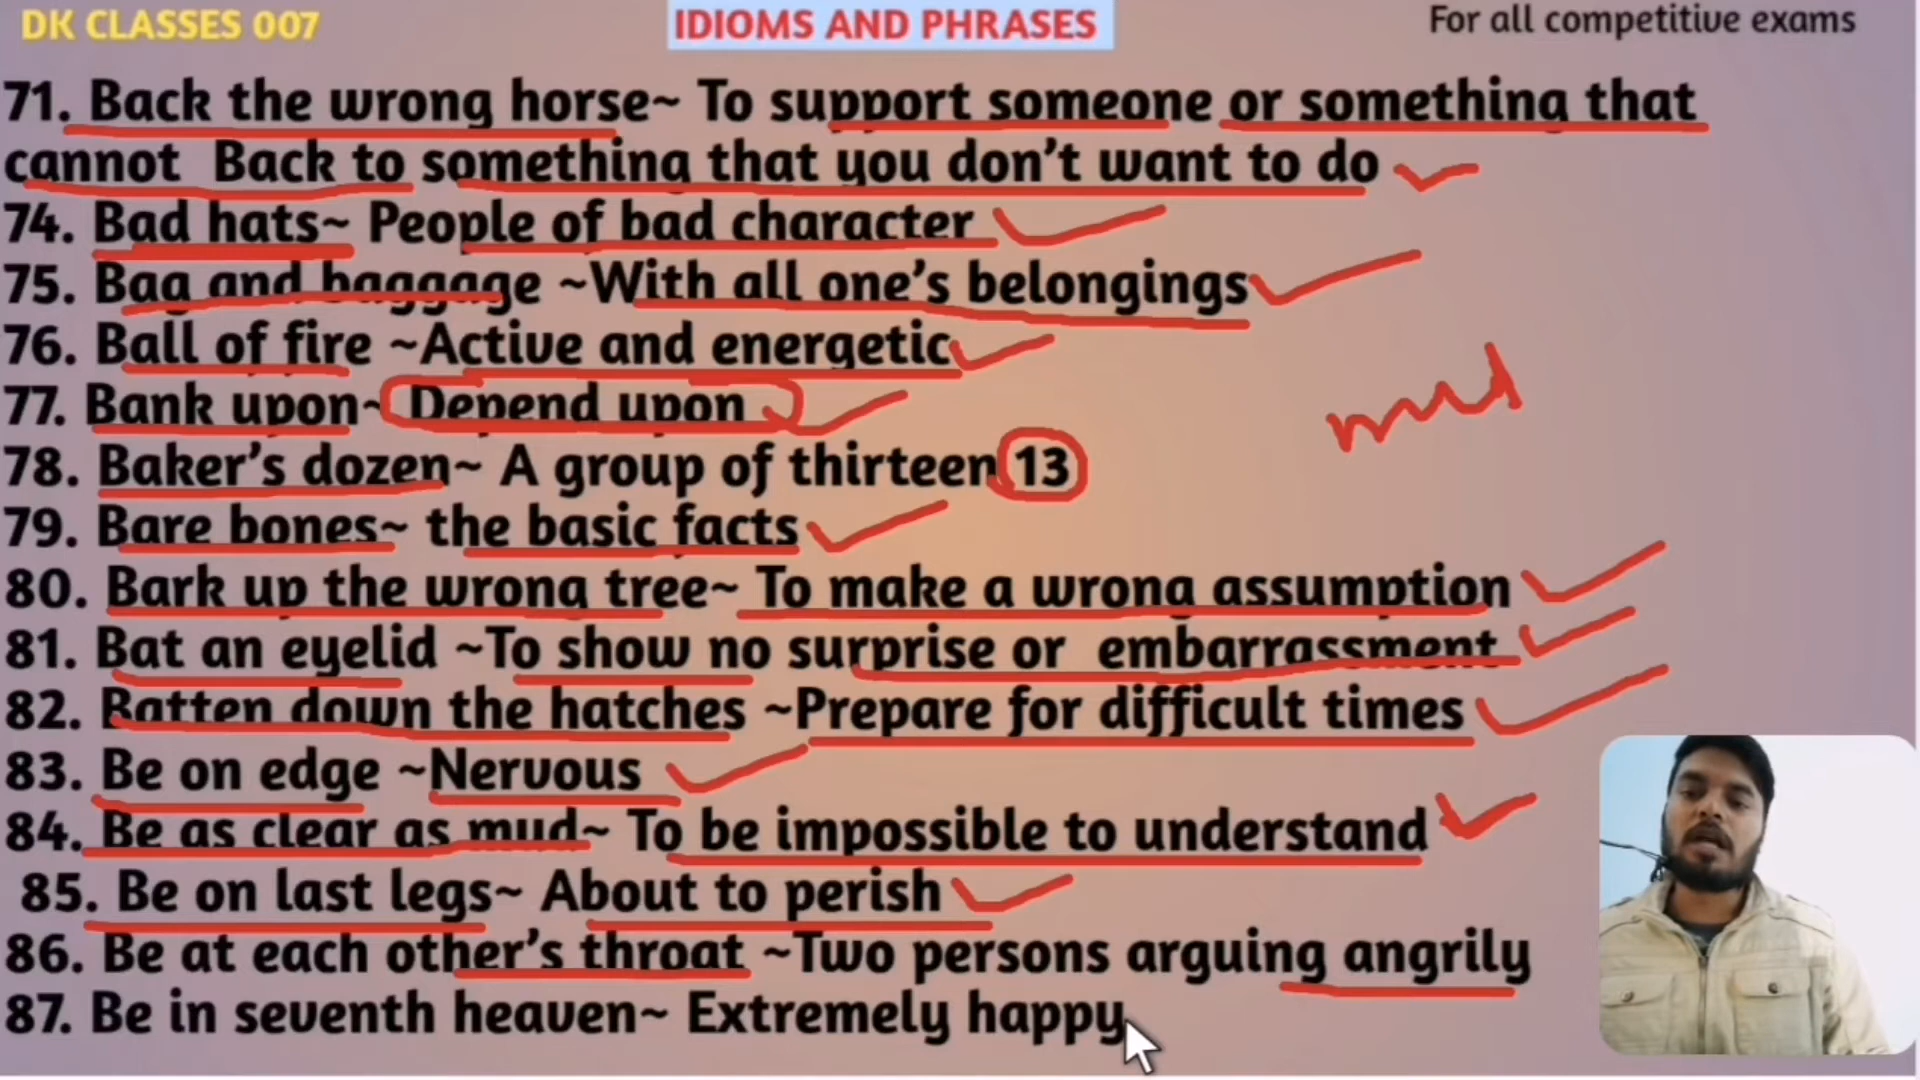 DK CLASSES 007 IDIOMS AND PHRASES For all competitive exams
71. Back the wrong horse~ To support someone or something that
cannot Back to something that you don't want to do
74. Bad hats~ People of bad character
75. Bag and baggage ~With all one's belongings
76. Ball of fire ~Active and energetic
77. Bank upon~ Depend upon
mud
78. Baker's dozen~ A group of thirteen 13
79. Bare bones~ the basic facts
80. Bark up the wrong tree~ To make a wrong assumption
81. Bat an eyelid ~To show no surprise or embarrassment
82. Batten down the hatches ~Prepare for difficult times
83. Be on edge ~Nervous
84. Be as clear as mud~ To be impossible to understand
85. Be on last legs~ About to perish
86. Be at each other's throat ~Two persons arguing angrily
87. Be in seventh heaven~ Extremely happy